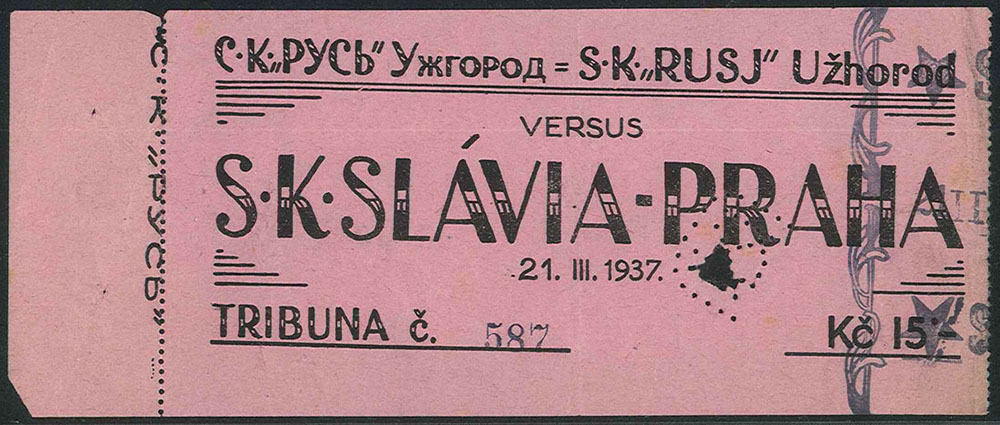 С·К·„РУСЬ"
С·К·„РУСЬ" Ужгород = S·K·„RUSJ" Užhorod
VERSUS
S·K·SLÁVIA-PRAHA
21. III. 1937.
TRIBUNA č. 587
Kč 15·-